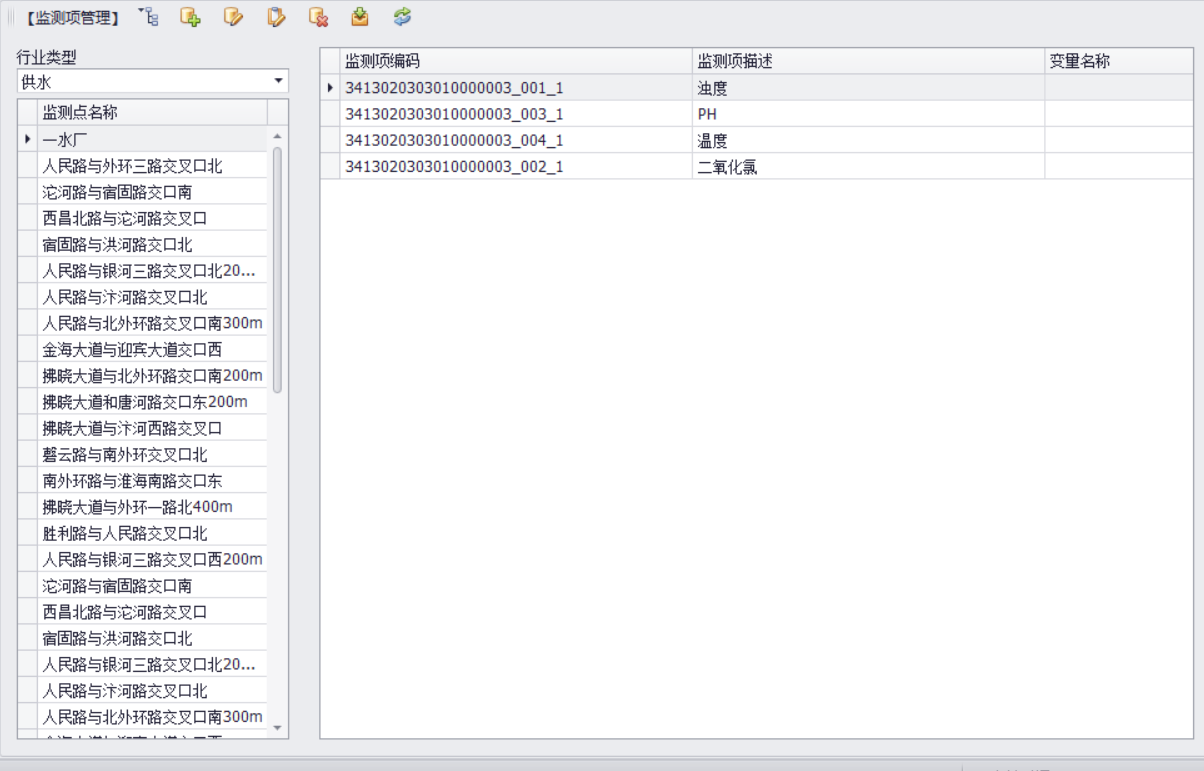 【监测项管理】
行业类型
供水
监测点名称
一水厂
人民路与外环三路交叉口北
沱河路与宿固路交口南
西昌北路与沱河路交叉口
宿固路与洪河路交口北
人民路与银河三路交叉口北20...
人民路与汴河路交叉口北
人民路与北外环路交叉口南300m
金海大道与迎宾大道交口西
拂晓大道与北外环路交口南200m
拂晓大道和唐河路交口东200m
拂晓大道与汴河西路交叉口
磬云路与南外环交叉口北
南外环路与淮海南路交口东
拂晓大道与外环一路北400m
胜利路与人民路交叉口北
人民路与银河三路交叉口西200m
沱河路与宿固路交口南
西昌北路与沱河路交叉口
宿固路与洪河路交口北
人民路与银河三路交叉口北20...
人民路与汴河路交叉口北
人民路与北外环路交叉口南300m
监测项编码 监测项描述 变量名称
3413020303010000003_001_1 浊度
3413020303010000003_003_1 PH
3413020303010000003_004_1 温度
3413020303010000003_002_1 二氧化氯